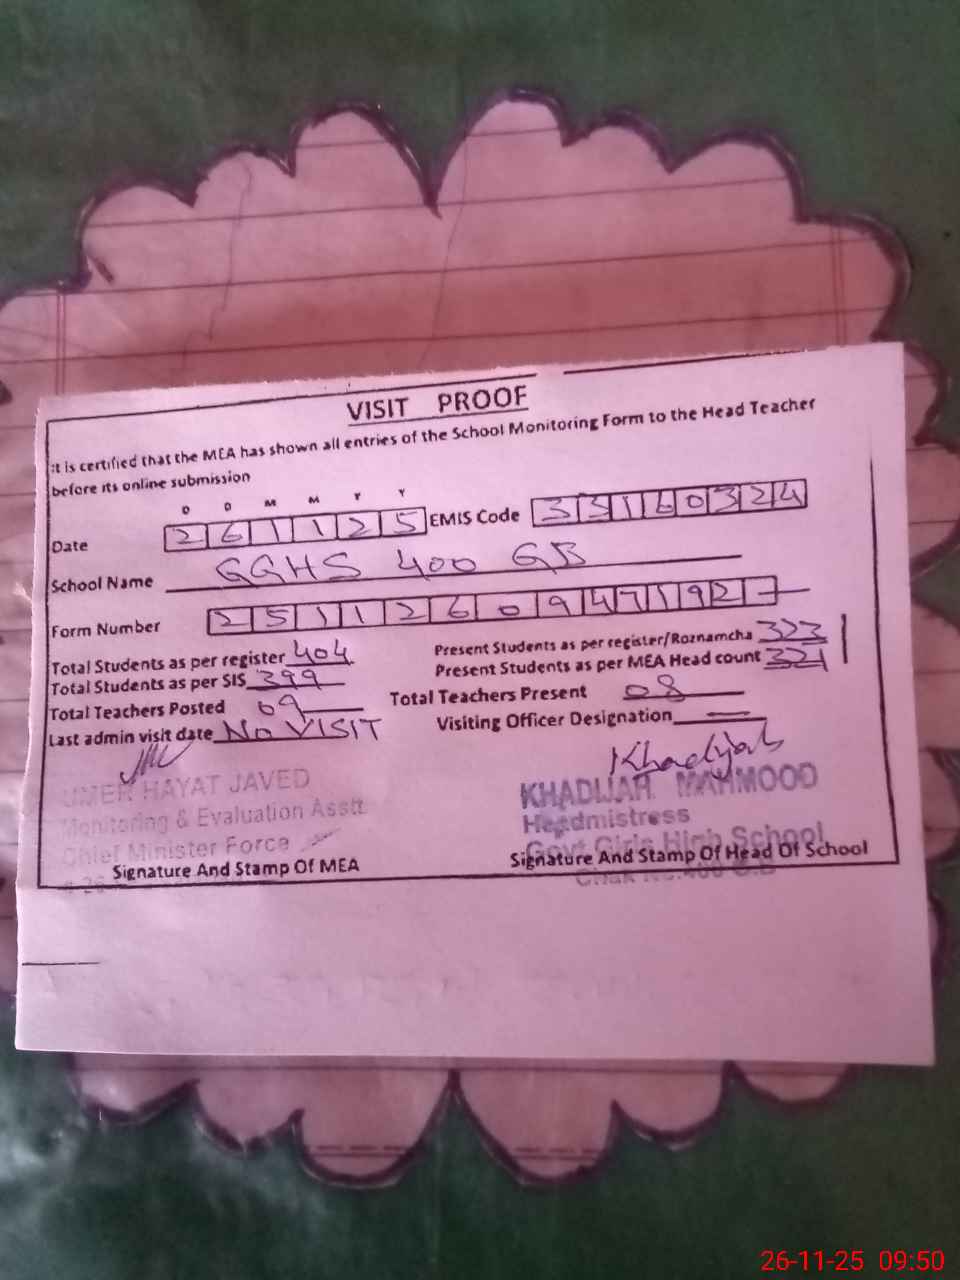 VISIT PROOF
It is certified that the MEA has shown all entries of the School Monitoring Form to the Head Teacher
before its online submission
D D M M Y Y
Date 2 6 1 1 2 5 EMIS Code 3 3 1 6 0 3 2 4
School Name GGHS 400 GB
Form Number 2 5 1 1 2 6 0 9 4 7 1 9 2 -
Total Students as per register 404 Present Students as per register/Roznamcha 323
Total Students as per SIS 399 Present Students as per MEA Head count 321
Total Teachers Posted 09 Total Teachers Present 08
Last admin visit date No VISIT Visiting Officer Designation —
Khadijah
UMER HAYAT JAVED KHADIJAH MAHMOOD
Monitoring & Evaluation Asstt Headmistress
Chief Minister Force Govt Girls High School
Signature And Stamp Of MEA Signature And Stamp Of Head Of School
Chak No.400 G.B
26-11-25 09:50